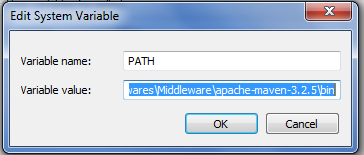 Edit System Variable
Variable name: PATH
Variable value: wares\Middleware\apache-maven-3.2.5\bin
OK Cancel